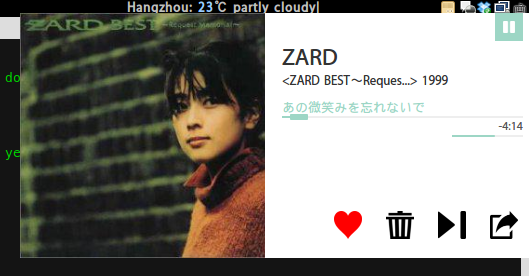 Hangzhou: 23℃ partly cloudy|
ZARD BEST ~Request Memorial~
do
ye
ZARD
<ZARD BEST～Reques...> 1999
あの微笑みを忘れないで
-4:14